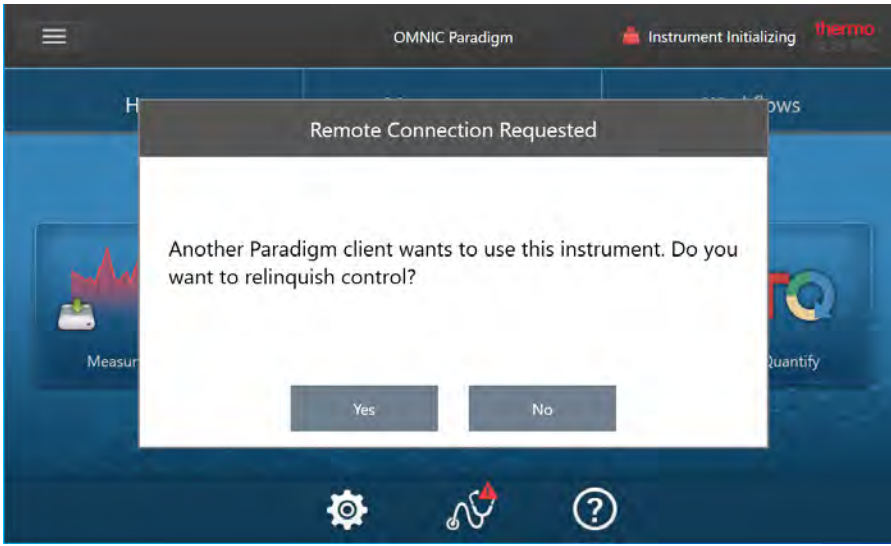 OMNIC Paradigm
Instrument Initializing
thermo
Remote Connection Requested
Another Paradigm client wants to use this instrument. Do you
want to relinquish control?
Yes
No